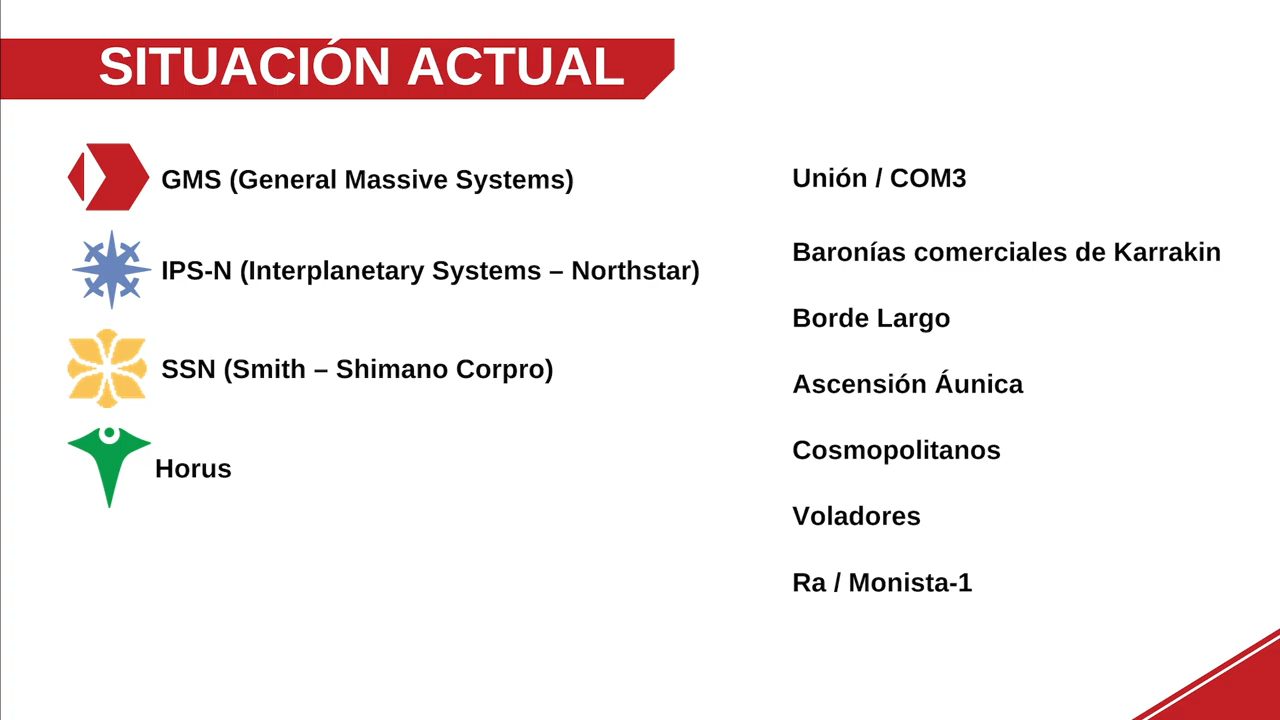 SITUACIÓN ACTUAL
GMS (General Massive Systems)
IPS-N (Interplanetary Systems – Northstar)
SSN (Smith – Shimano Corpro)
Horus
Unión / COM3
Baronías comerciales de Karrakin
Borde Largo
Ascensión Áunica
Cosmopolitanos
Voladores
Ra / Monista-1